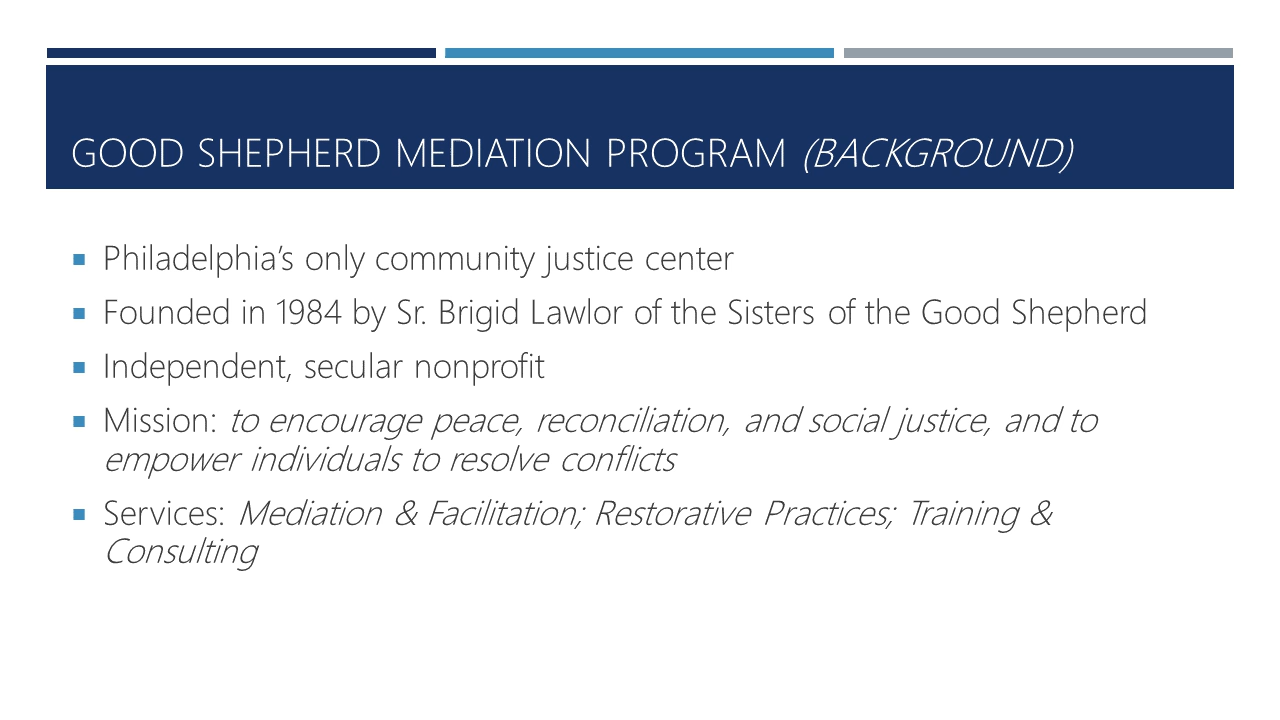 GOOD SHEPHERD MEDIATION PROGRAM (BACKGROUND)
Philadelphia’s only community justice center
Founded in 1984 by Sr. Brigid Lawlor of the Sisters of the Good Shepherd
Independent, secular nonprofit
Mission: to encourage peace, reconciliation, and social justice, and to
empower individuals to resolve conflicts
Services: Mediation & Facilitation; Restorative Practices; Training &
Consulting